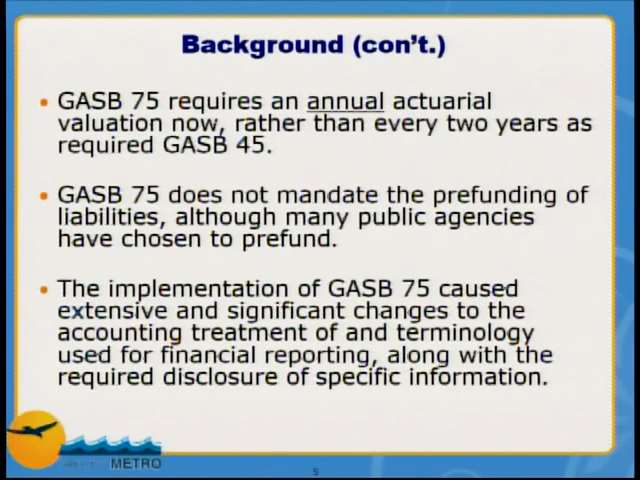 Background (con't.)
• GASB 75 requires an annual actuarial
valuation now, rather than every two years as
required GASB 45.
• GASB 75 does not mandate the prefunding of
liabilities, although many public agencies
have chosen to prefund.
• The implementation of GASB 75 caused
extensive and significant changes to the
accounting treatment of and terminology
used for financial reporting, along with the
required disclosure of specific information.
METRO
5